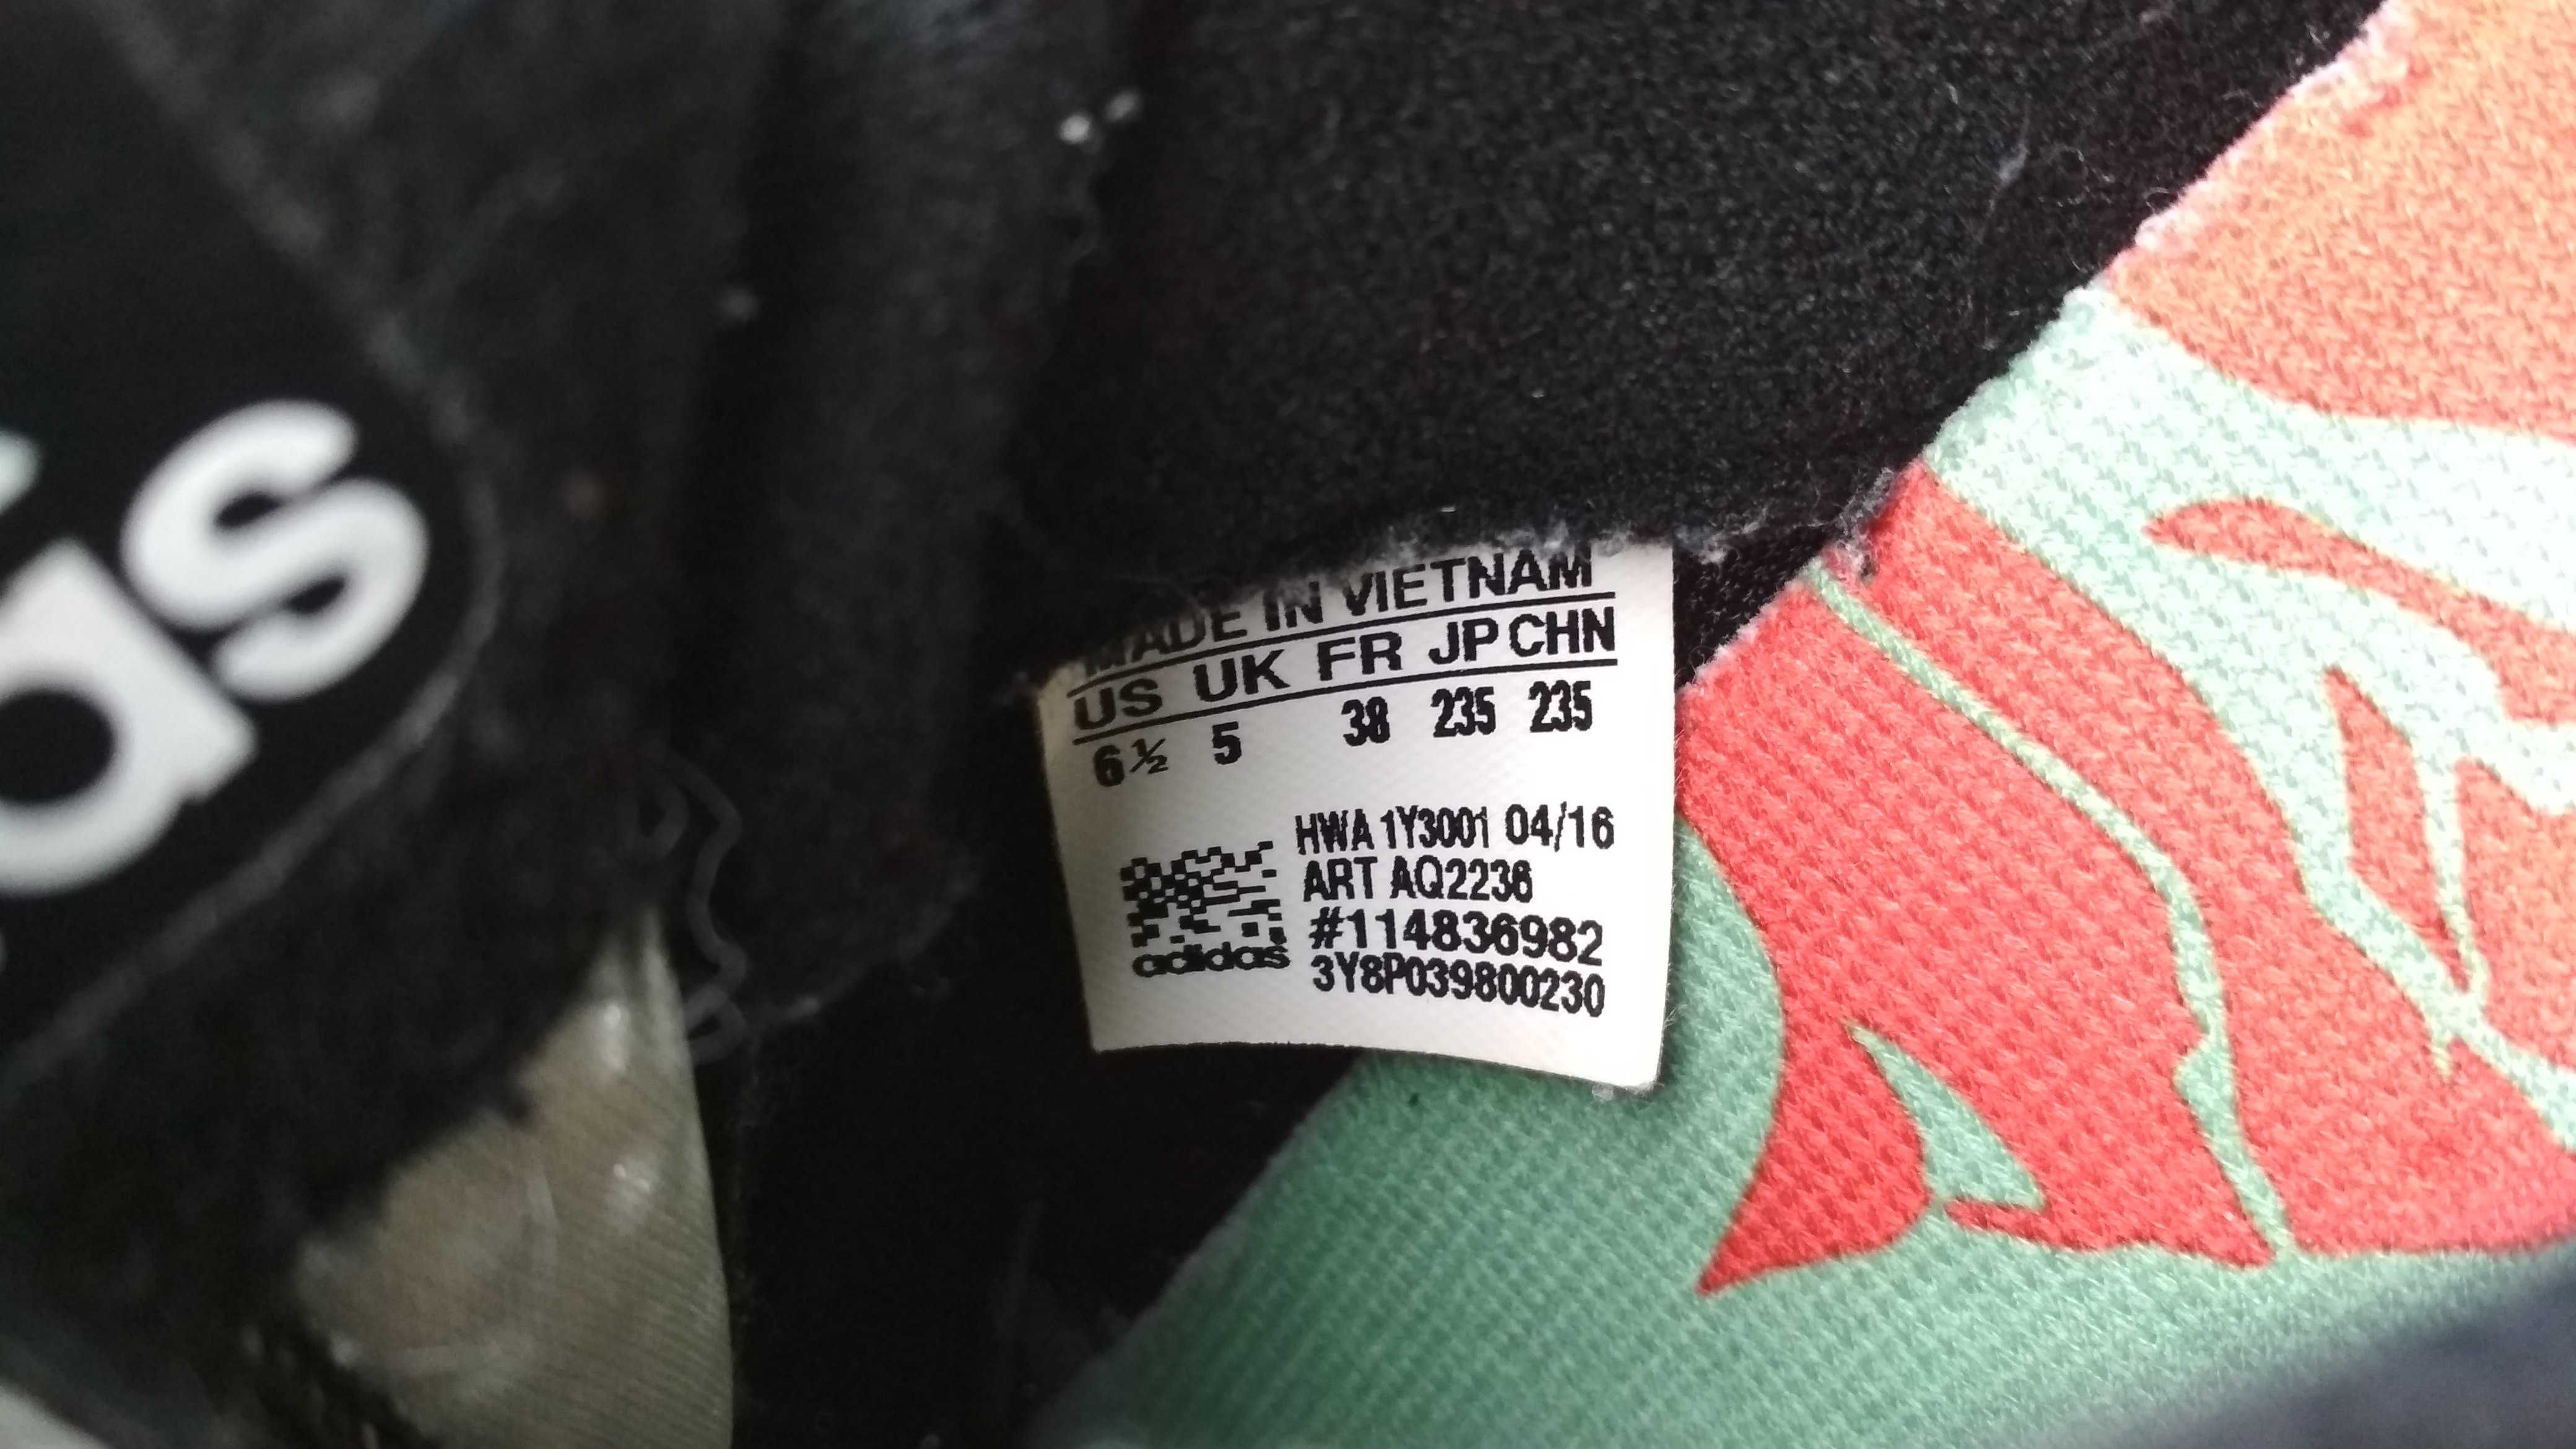 as
MADE IN VIETNAM
US UK FR JP CHN
6½ 5 38 235 235
HWA 1Y3001 04/16
ART AQ2236
#114836982
3Y8P039800230
adidas